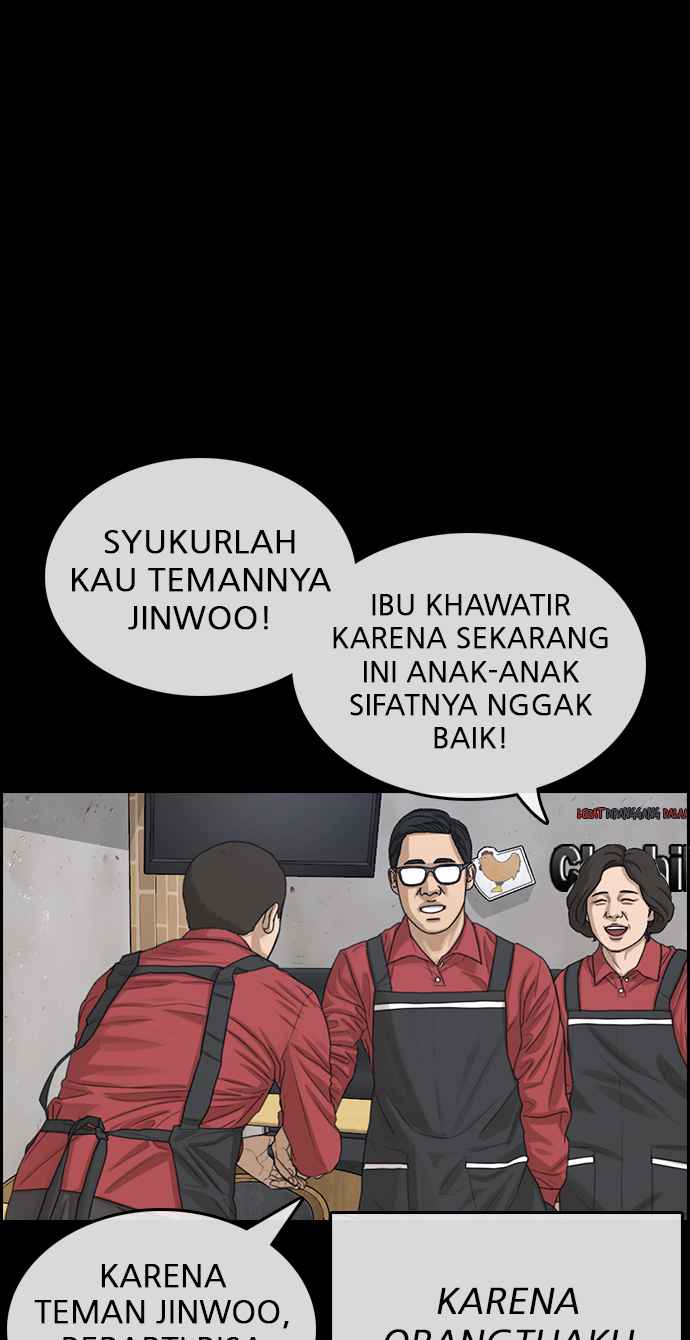 SYUKURLAH
KAU TEMANNYA
JINWOO!
IBU KHAWATIR
KARENA SEKARANG
INI ANAK-ANAK
SIFATNYA NGGAK
BAIK!
KARENA
TEMAN JINWOO,
KARENA